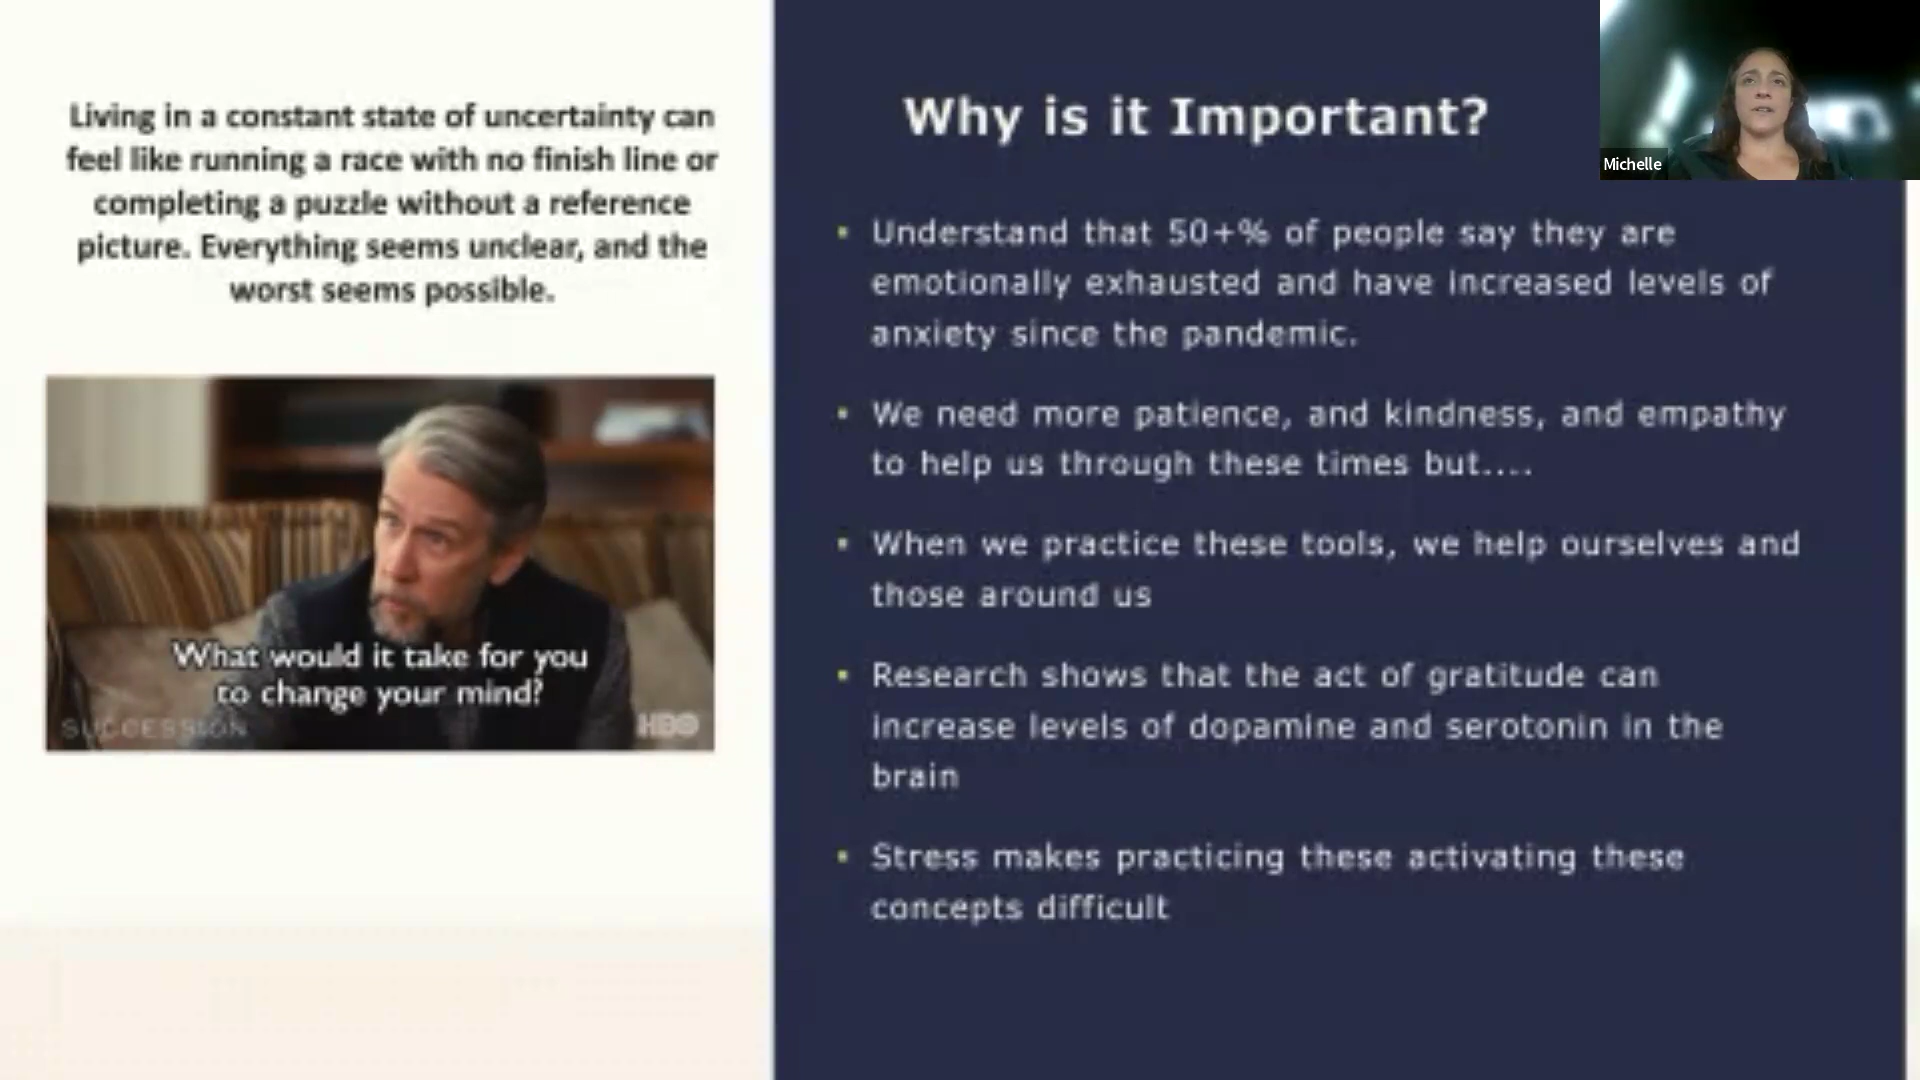 Living in a constant state of uncertainty can
feel like running a race with no finish line or
completing a puzzle without a reference
picture. Everything seems unclear, and the
worst seems possible.
What would it take for you
to change your mind?
SUCCESSION
HBO
Why is it Important?
Understand that 50+% of people say they are
emotionally exhausted and have increased levels of
anxiety since the pandemic.
We need more patience, and kindness, and empathy
to help us through these times but....
When we practice these tools, we help ourselves and
those around us
Research shows that the act of gratitude can
increase levels of dopamine and serotonin in the
brain
Stress makes practicing these activating these
concepts difficult
Michelle